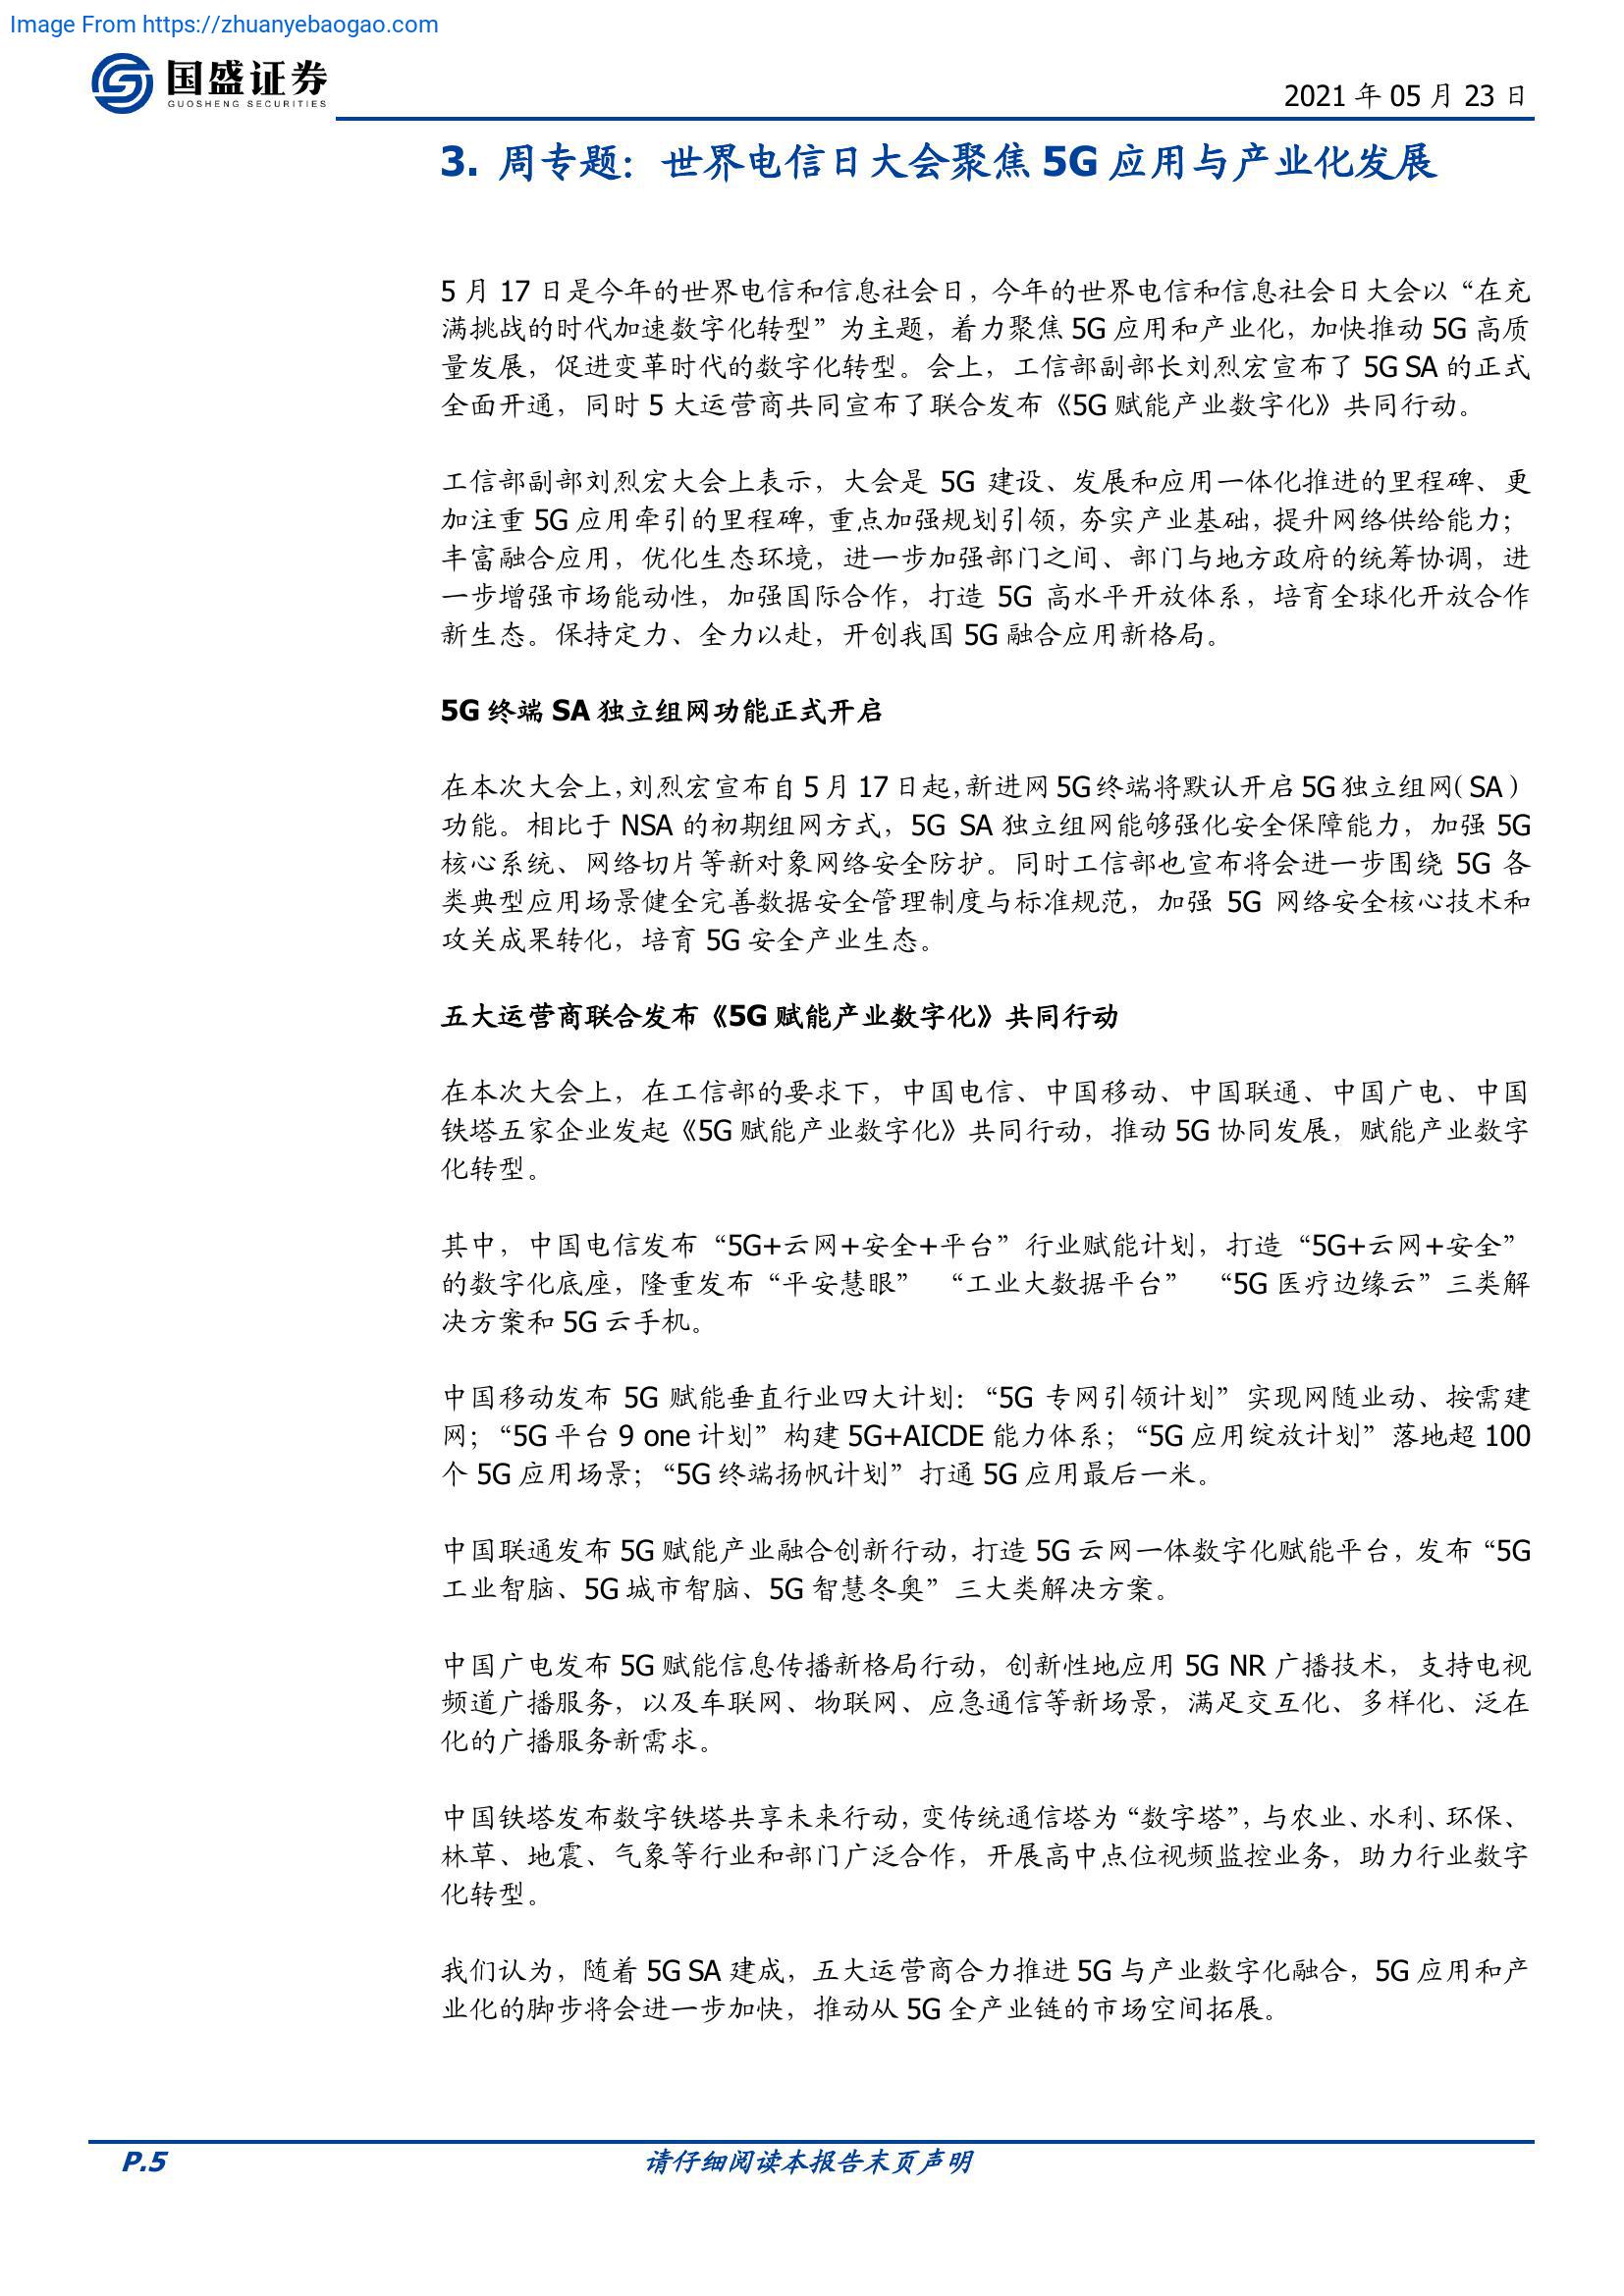 Image From https://zhuanyebaogao.com
国盛证券
GUOSHENG SECURITIES
2021 年 05 月 23 日
3. 周专题：世界电信日大会聚焦 5G 应用与产业化发展
5 月 17 日是今年的世界电信和信息社会日，今年的世界电信和信息社会日大会以“在充
满挑战的时代加速数字化转型”为主题，着力聚焦 5G 应用和产业化，加快推动 5G 高质
量发展，促进变革时代的数字化转型。会上，工信部副部长刘烈宏宣布了 5G SA 的正式
全面开通，同时 5 大运营商共同宣布了联合发布《5G 赋能产业数字化》共同行动。
工信部副部刘烈宏大会上表示，大会是 5G 建设、发展和应用一体化推进的里程碑、更
加注重 5G 应用牵引的里程碑，重点加强规划引领，夯实产业基础，提升网络供给能力；
丰富融合应用，优化生态环境，进一步加强部门之间、部门与地方政府的统筹协调，进
一步增强市场能动性，加强国际合作，打造 5G 高水平开放体系，培育全球化开放合作
新生态。保持定力、全力以赴，开创我国 5G 融合应用新格局。
5G 终端 SA 独立组网功能正式开启
在本次大会上，刘烈宏宣布自 5 月 17 日起，新进网 5G 终端将默认开启 5G 独立组网（SA）
功能。相比于 NSA 的初期组网方式，5G SA 独立组网能够强化安全保障能力，加强 5G
核心系统、网络切片等新对象网络安全防护。同时工信部也宣布将会进一步围绕 5G 各
类典型应用场景健全完善数据安全管理制度与标准规范，加强 5G 网络安全核心技术和
攻关成果转化，培育 5G 安全产业生态。
五大运营商联合发布《5G 赋能产业数字化》共同行动
在本次大会上，在工信部的要求下，中国电信、中国移动、中国联通、中国广电、中国
铁塔五家企业发起《5G 赋能产业数字化》共同行动，推动 5G 协同发展，赋能产业数字
化转型。
其中，中国电信发布“5G+云网+安全+平台”行业赋能计划，打造“5G+云网+安全”
的数字化底座，隆重发布“平安慧眼” “工业大数据平台” “5G 医疗边缘云”三类解
决方案和 5G 云手机。
中国移动发布 5G 赋能垂直行业四大计划：“5G 专网引领计划”实现网随业动、按需建
网；“5G 平台 9 one 计划”构建 5G+AICDE 能力体系；“5G 应用绽放计划”落地超 100
个 5G 应用场景；“5G 终端扬帆计划”打通 5G 应用最后一米。
中国联通发布 5G 赋能产业融合创新行动，打造 5G 云网一体数字化赋能平台，发布“5G
工业智脑、5G 城市智脑、5G 智慧冬奥”三大类解决方案。
中国广电发布 5G 赋能信息传播新格局行动，创新性地应用 5G NR 广播技术，支持电视
频道广播服务，以及车联网、物联网、应急通信等新场景，满足交互化、多样化、泛在
化的广播服务新需求。
中国铁塔发布数字铁塔共享未来行动，变传统通信塔为“数字塔”，与农业、水利、环保、
林草、地震、气象等行业和部门广泛合作，开展高中点位视频监控业务，助力行业数字
化转型。
我们认为，随着 5G SA 建成，五大运营商合力推进 5G 与产业数字化融合，5G 应用和产
业化的脚步将会进一步加快，推动从 5G 全产业链的市场空间拓展。
P.5
请仔细阅读本报告末页声明